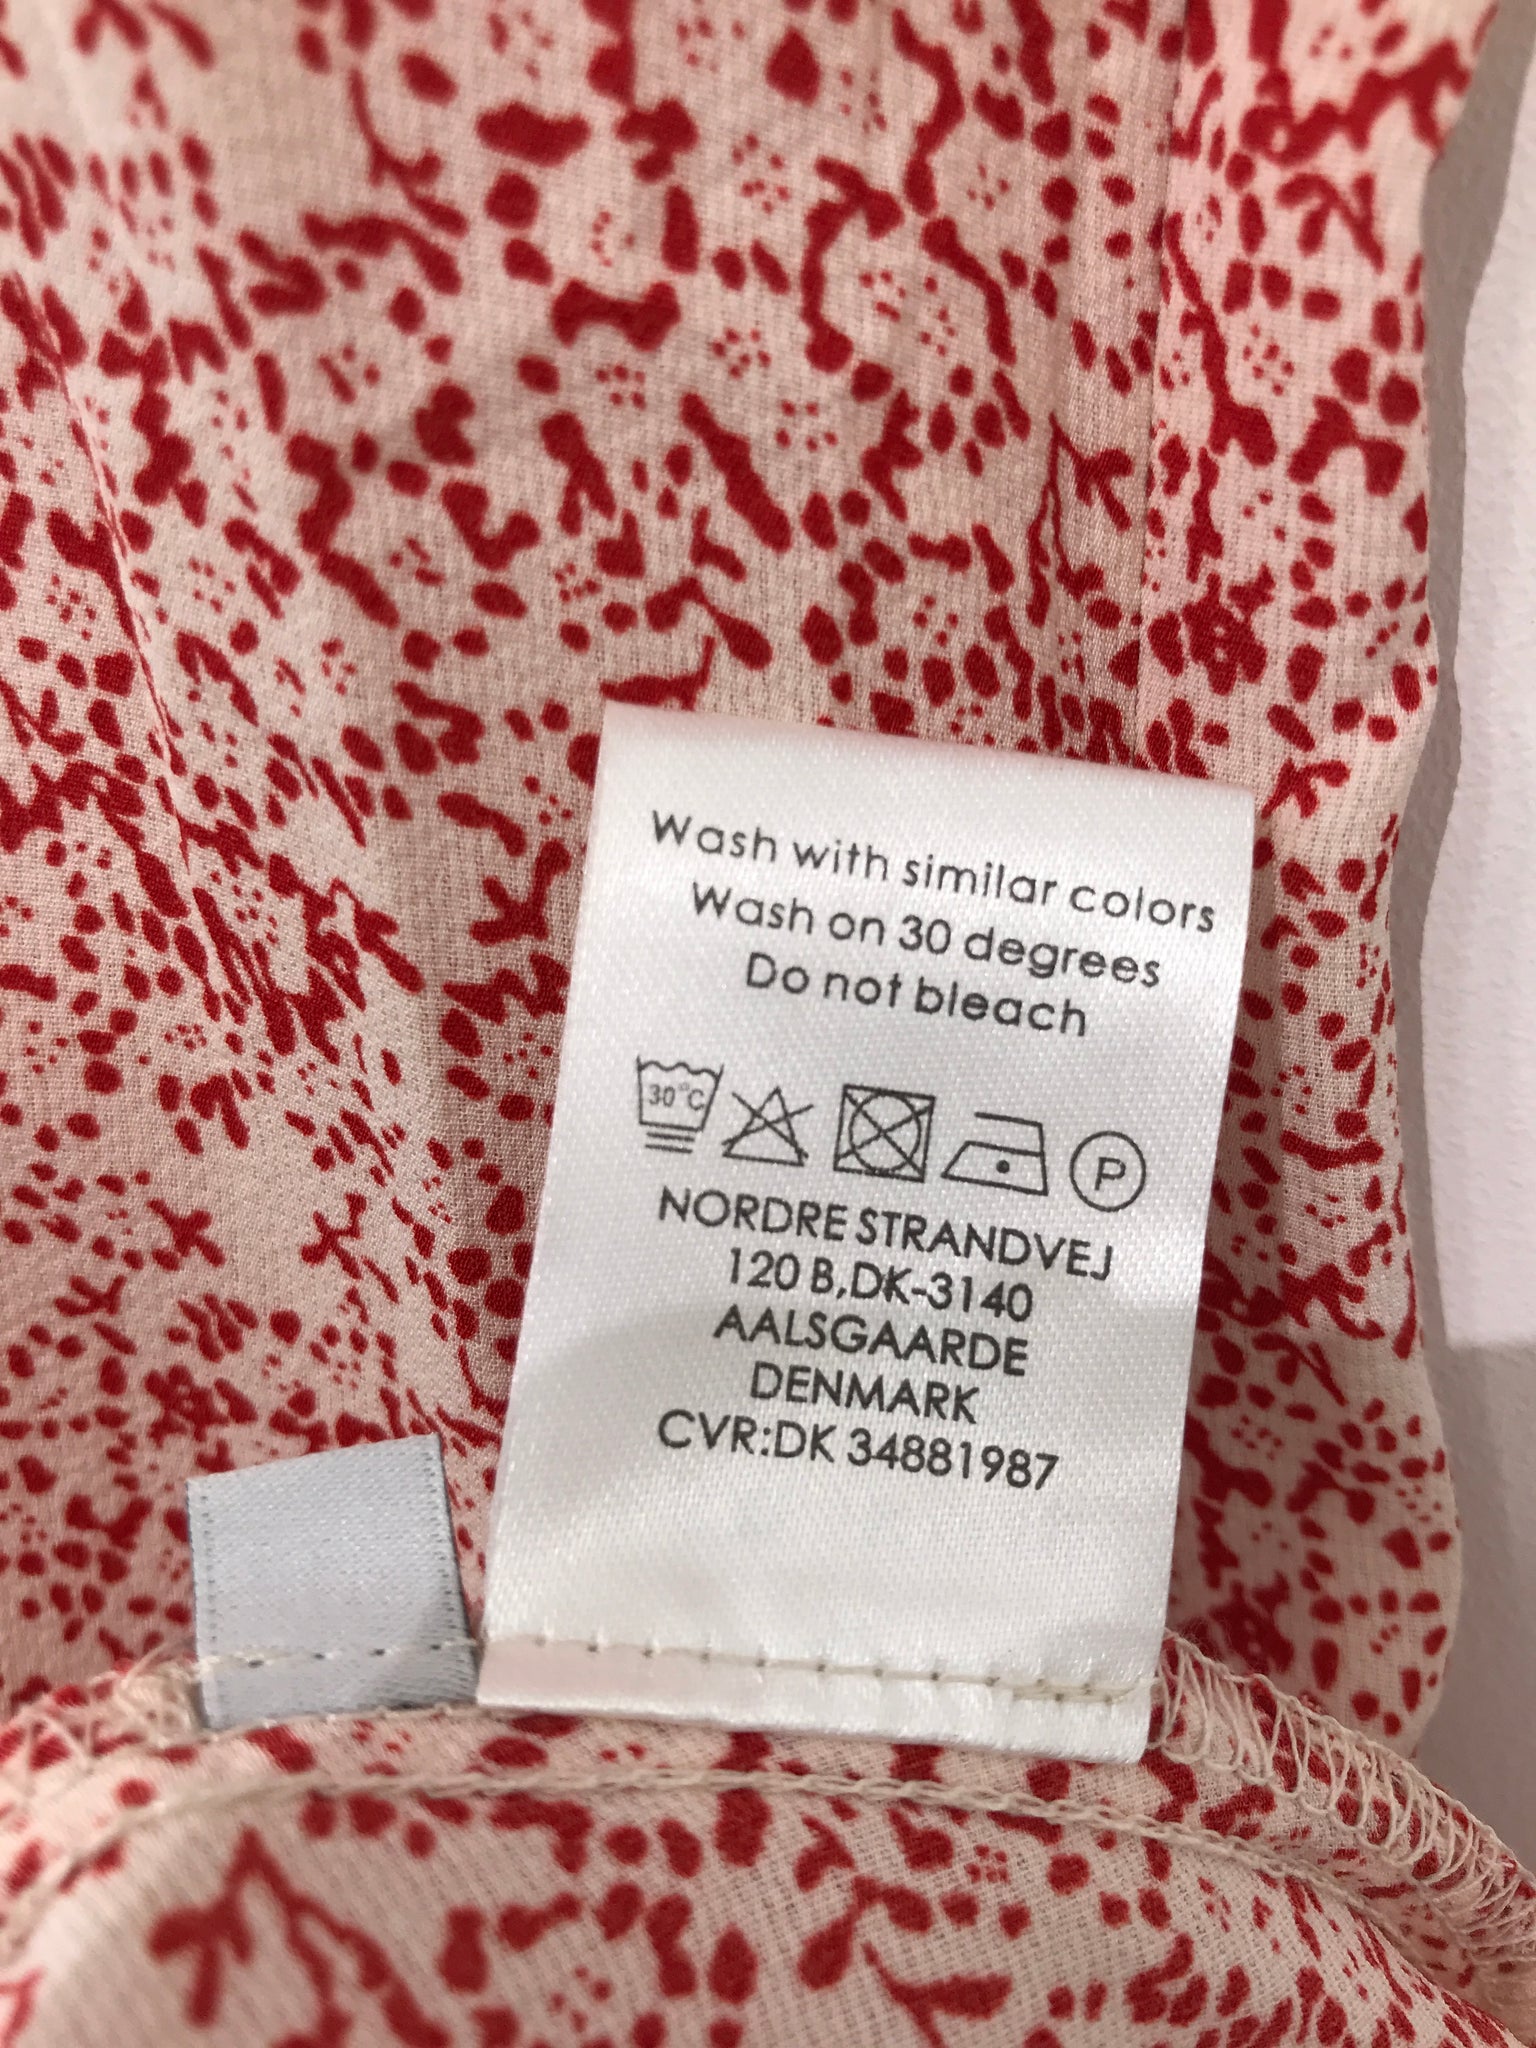 Wash with similar colors
Wash on 30 degrees
Do not bleach
30°C P
NORDRE STRANDVEJ
120 B,DK-3140
AALSGAARDE
DENMARK
CVR:DK 34881987